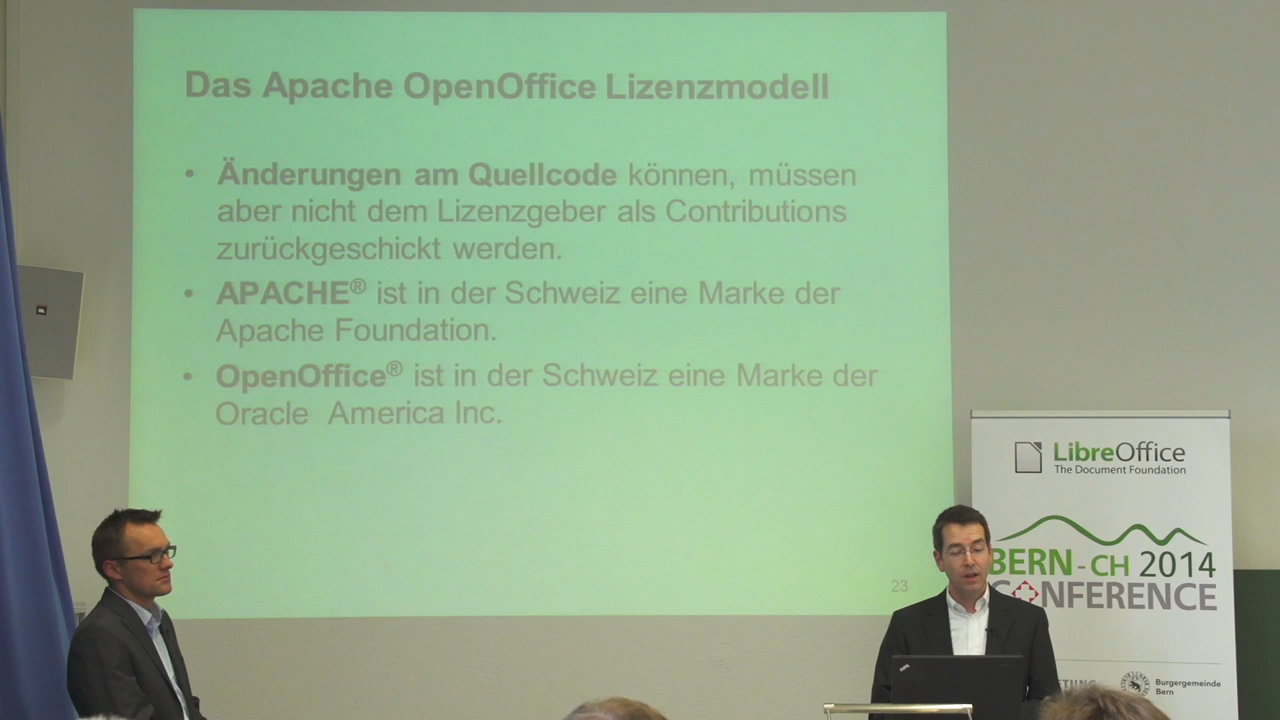 Das Apache OpenOffice Lizenzmodell
• Änderungen am Quellcode können, müssen
aber nicht dem Lizenzgeber als Contributions
zurückgeschickt werden.
• APACHE® ist in der Schweiz eine Marke der
Apache Foundation.
• OpenOffice® ist in der Schweiz eine Marke der
Oracle America Inc.
23
LibreOffice
The Document Foundation
BERN - CH 2014
CONFERENCE
Burgergemeinde
Bern